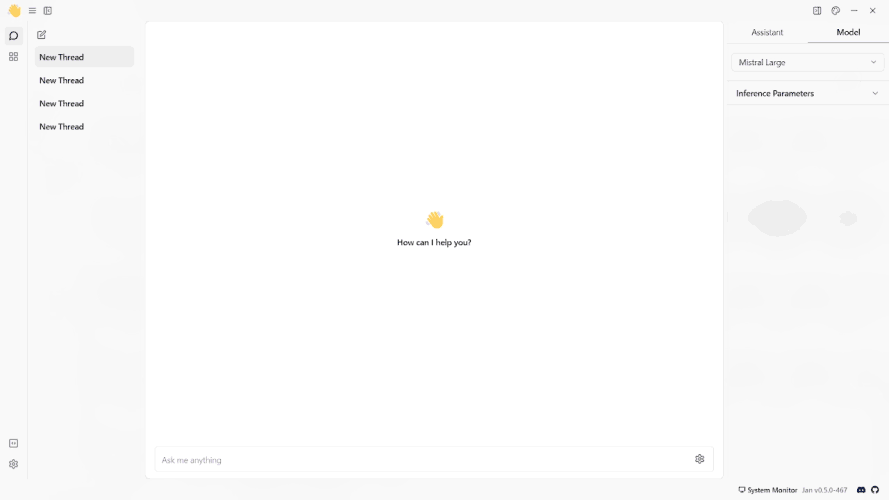 New Thread
New Thread
New Thread
New Thread
How can I help you?
Ask me anything
Assistant
Model
Mistral Large
Inference Parameters
System Monitor
Jan v0.5.0-467